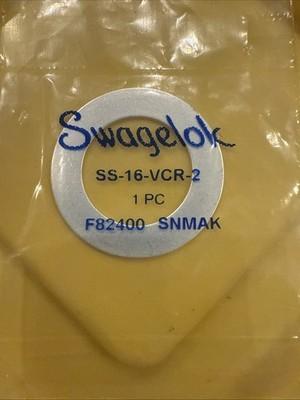 Swagelok
SS-16-VCR-2
1 PC
F82400 SNMAK